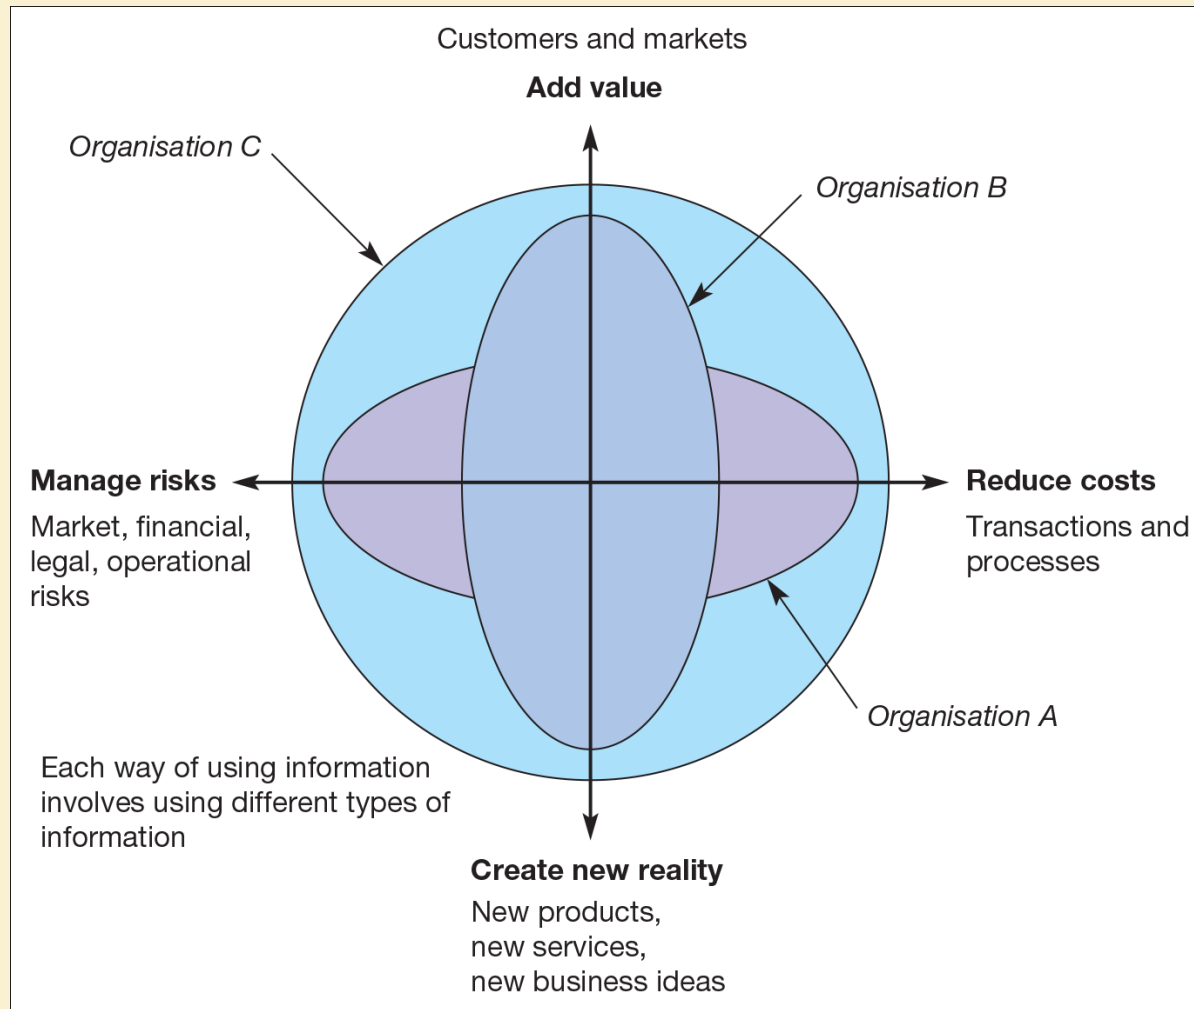 Customers and markets
Add value
Organisation C
Organisation B
Manage risks
Market, financial,
legal, operational
risks
Reduce costs
Transactions and
processes
Organisation A
Each way of using information
involves using different types of
information
Create new reality
New products,
new services,
new business ideas